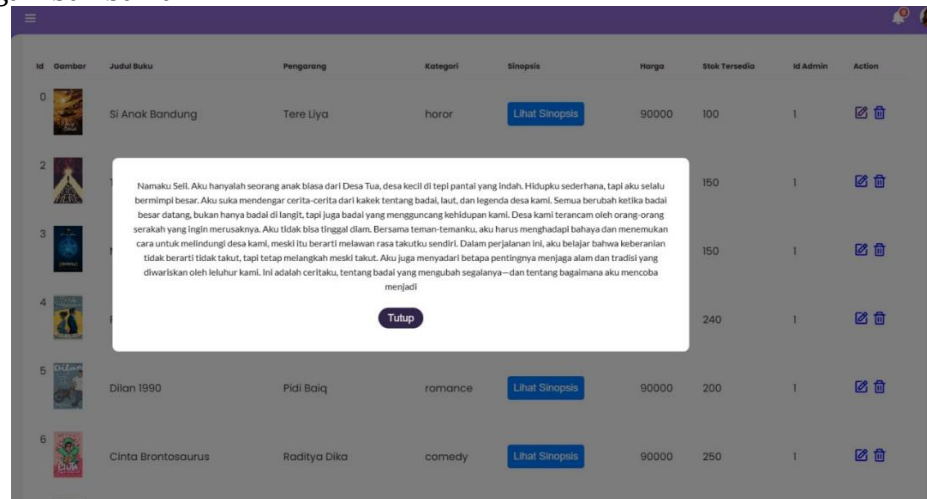 Id Gambar Judul Buku Pengarang Kategori Sinopsis Harga Stok Tersedia Id Admin Action
0 Si Anak Bandung Tere Liya horor Lihat Sinopsis 90000 100 1
2 150 1
3 150 1
4 240 1
Namaku Seli. Aku hanyalah seorang anak biasa dari Desa Tua, desa kecil di tepi pantai yang indah. Hidupku sederhana, tapi aku selalu
bermimpi besar. Aku suka mendengar cerita-cerita dari kakek tentang badai, laut, dan legenda desa kami. Semua berubah ketika badai
besar datang, bukan hanya badai di langit, tapi juga badai yang mengguncang kehidupan kami. Desa kami terancam oleh orang-orang
serakah yang ingin merusaknya. Aku tidak bisa tinggal diam. Bersama teman-temanku, aku harus menghadapi bahaya dan menemukan
cara untuk melindungi desa kami, meski itu berarti melawan rasa takutku sendiri. Dalam perjalanan ini, aku belajar bahwa keberanian
tidak berarti tidak takut, tapi tetap melangkah meski takut. Aku juga menyadari betapa pentingnya menjaga alam dan tradisi yang
diwariskan oleh leluhur kami. Ini adalah ceritaku, tentang badai yang mengubah segalanya—dan tentang bagaimana aku mencoba
menjadi
Tutup
5 Dilan 1990 Pidi Baiq romance Lihat Sinopsis 90000 200 1
6 Cinta Brontosaurus Raditya Dika comedy Lihat Sinopsis 90000 250 1